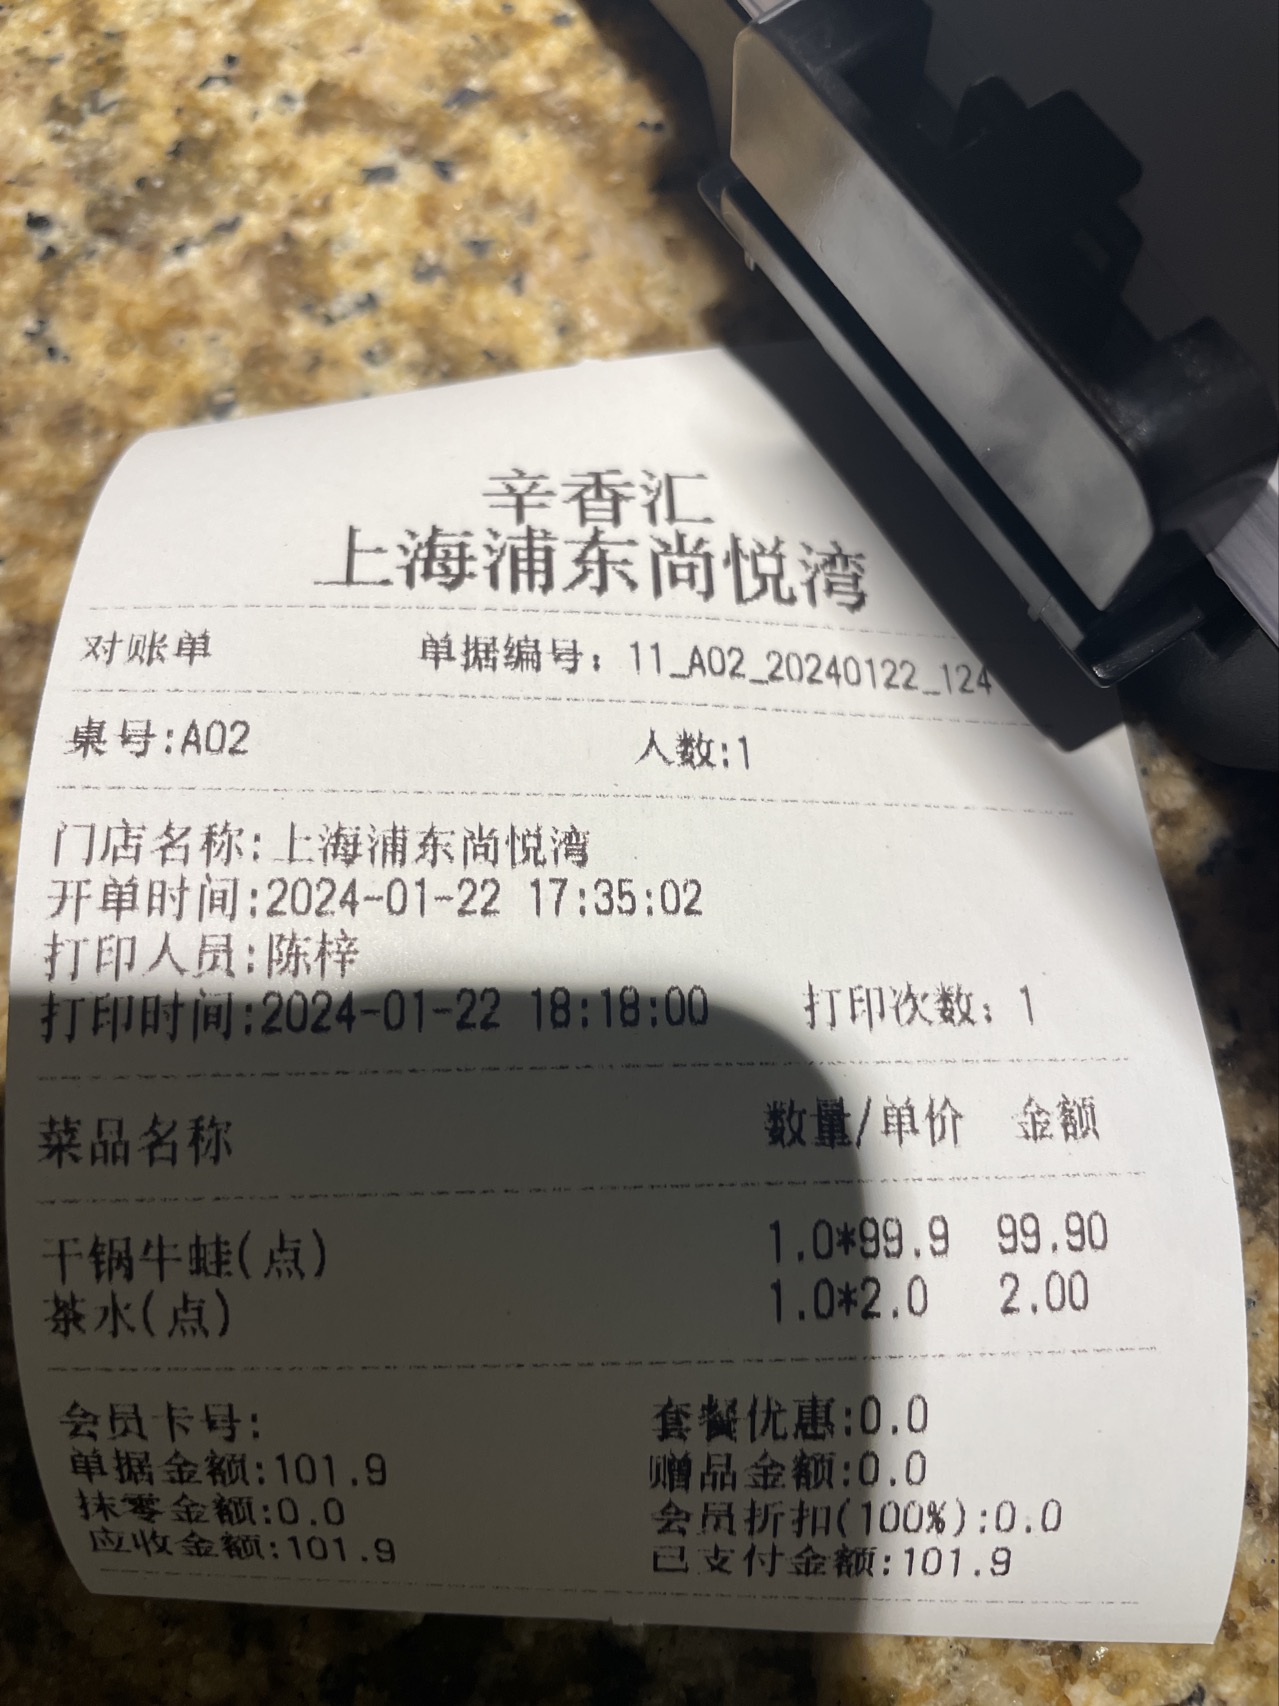 辛香汇
上海浦东尚悦湾
对账单 单据编号：11_A02_20240122_124
桌号:A02 人数:1
门店名称:上海浦东尚悦湾
开单时间:2024-01-22 17:35:02
打印人员:陈梓
打印时间:2024-01-22 18:18:00 打印次数：1
菜品名称 数量/单价 金额
干锅牛蛙(点) 1.0*99.9 99.90
茶水(点) 1.0*2.0 2.00
会员卡号: 套餐优惠:0.0
单据金额:101.9 赠品金额:0.0
抹零金额:0.0 会员折扣(100%):0.0
应收金额:101.9 已支付金额:101.9